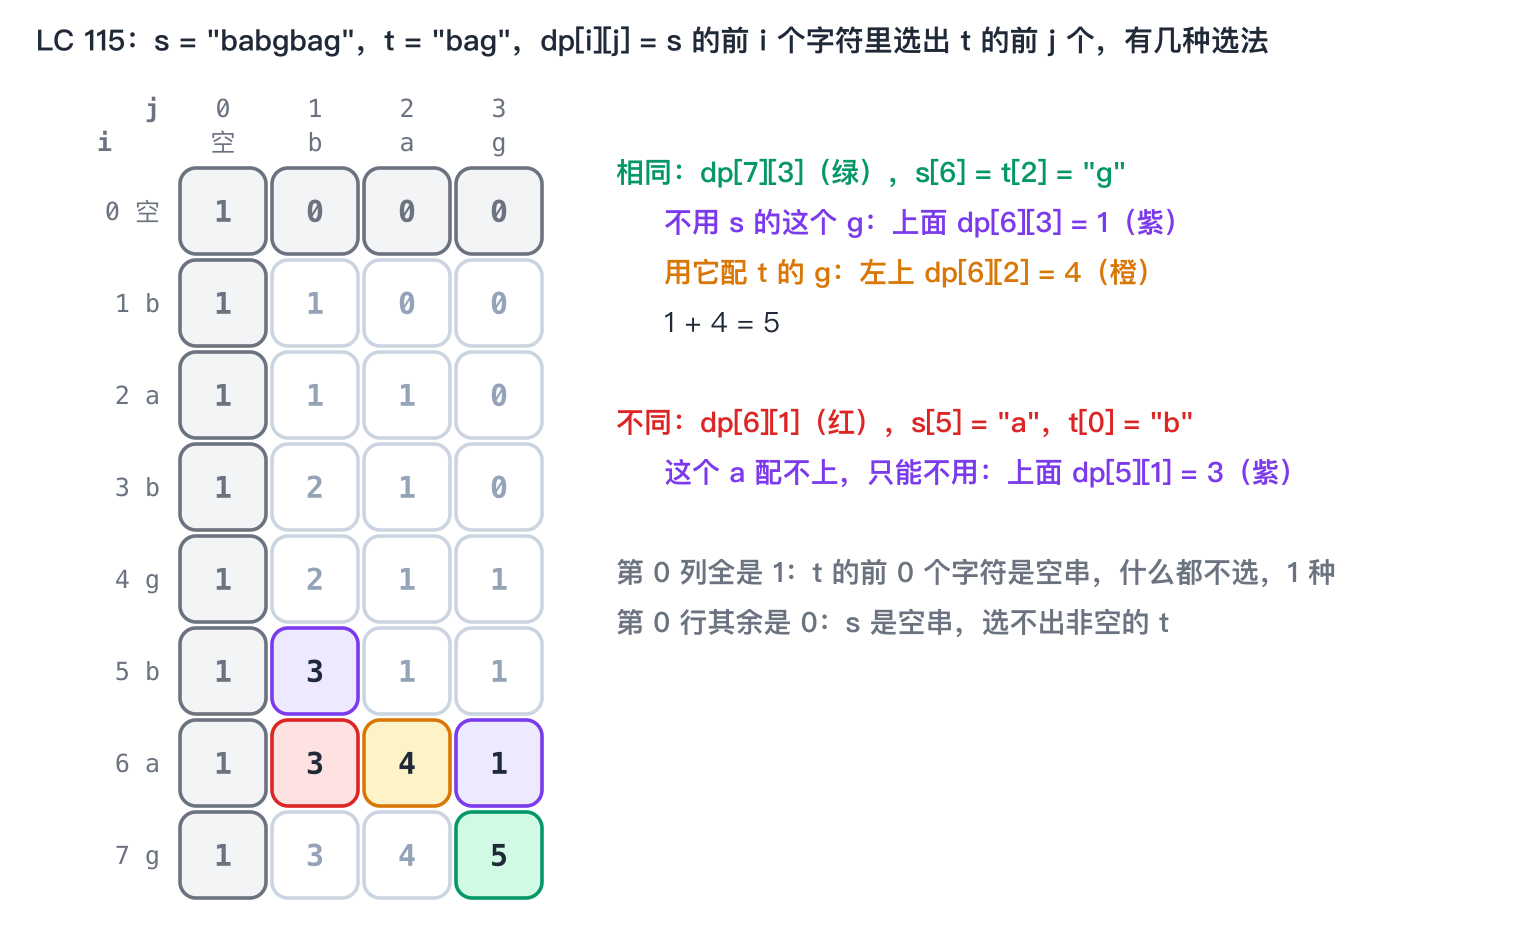 LC 115：s = "babgbag"，t = "bag"，dp[i][j] = s 的前 i 个字符里选出 t 的前 j 个，有几种选法
j 0 1 2 3
i 空 b a g
0 空 1 0 0 0
1 b 1 1 0 0
2 a 1 1 1 0
3 b 1 2 1 0
4 g 1 2 1 1
5 b 1 3 1 1
6 a 1 3 4 1
7 g 1 3 4 5
相同：dp[7][3]（绿），s[6] = t[2] = "g"
不用 s 的这个 g：上面 dp[6][3] = 1（紫）
用它配 t 的 g：左上 dp[6][2] = 4（橙）
1 + 4 = 5
不同：dp[6][1]（红），s[5] = "a"，t[0] = "b"
这个 a 配不上，只能不用：上面 dp[5][1] = 3（紫）
第 0 列全是 1：t 的前 0 个字符是空串，什么都不选，1 种
第 0 行其余是 0：s 是空串，选不出非空的 t